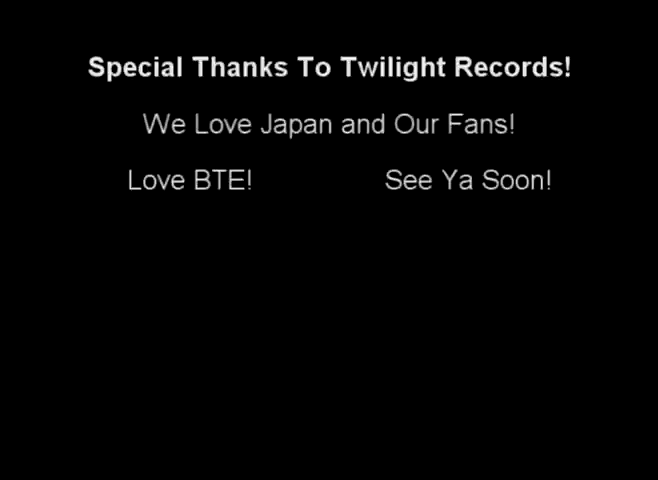 Special Thanks To Twilight Records!
We Love Japan and Our Fans!
Love BTE! See Ya Soon!